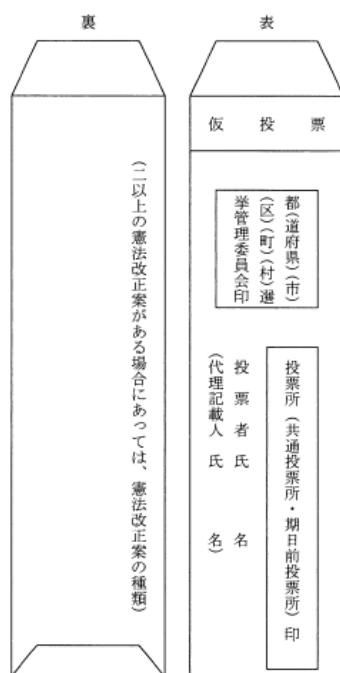 表
仮投票
都(道府県)(市)
(区)(町)(村)選
挙管理委員会印
投票所(共通投票所・期日前投票所)印
投票者氏名
(代理記載人氏名)
裏
(二以上の憲法改正案がある場合にあっては、憲法改正案の種類)